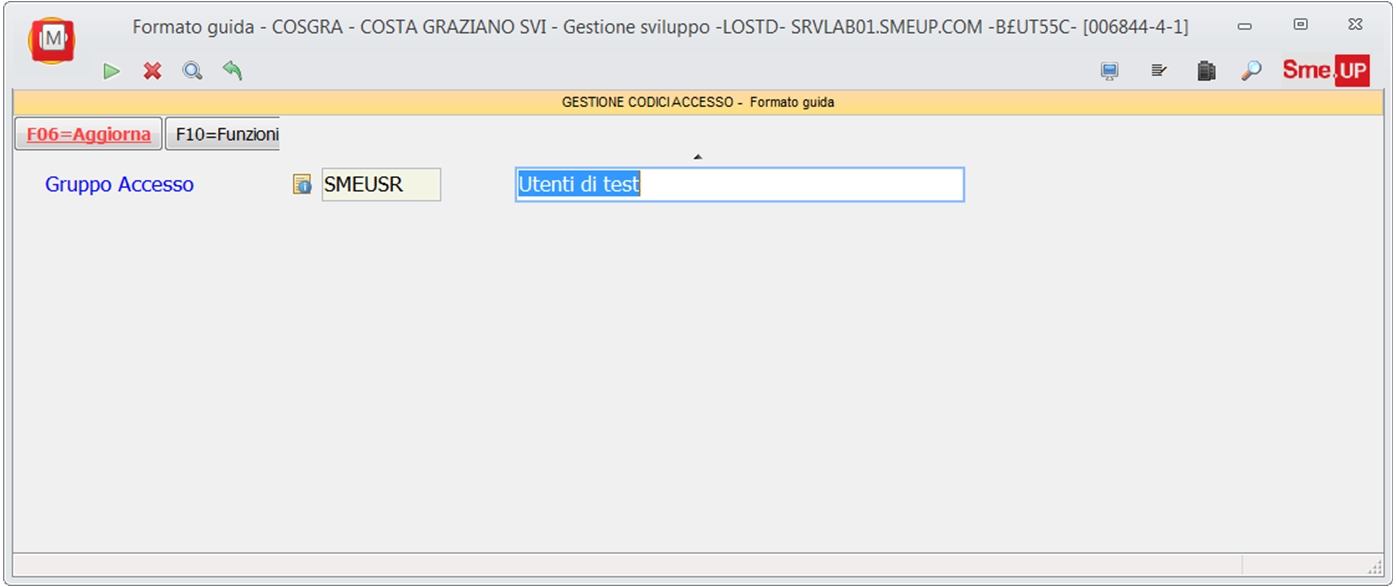 Formato guida - COSGRA - COSTA GRAZIANO SVI - Gestione sviluppo -LOSTD- SRVLAB01.SMEUP.COM -B£UT55C- [006844-4-1]
M
Sme.UP
GESTIONE CODICI ACCESSO - Formato guida
F06=Aggiorna F10=Funzioni
Gruppo Accesso SMEUSR Utenti di test